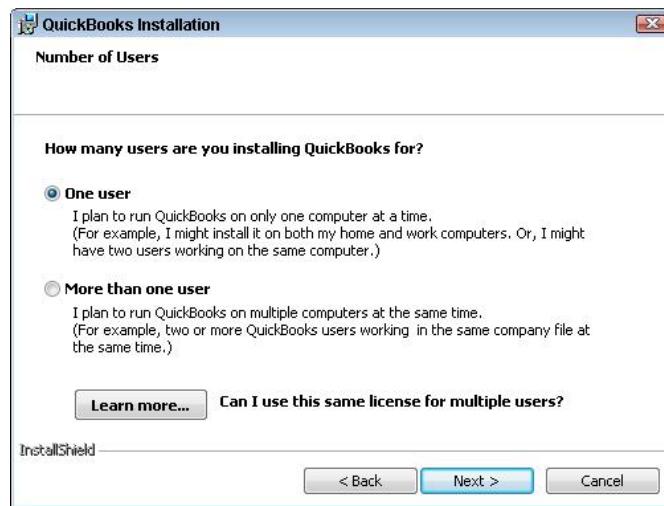 QuickBooks Installation
Number of Users
How many users are you installing QuickBooks for?
One user
I plan to run QuickBooks on only one computer at a time.
(For example, I might install it on both my home and work computers. Or, I might
have two users working on the same computer.)
More than one user
I plan to run QuickBooks on multiple computers at the same time.
(For example, two or more QuickBooks users working in the same company file at
the same time.)
Learn more... Can I use this same license for multiple users?
InstallShield
< Back Next > Cancel